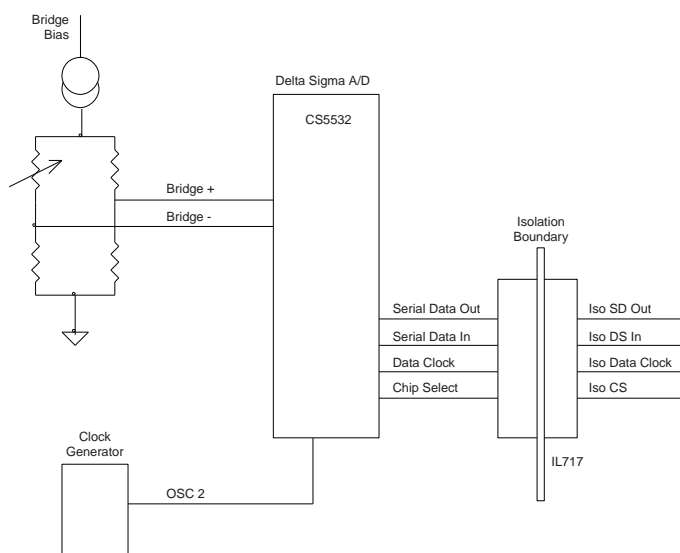 Bridge
Bias
Delta Sigma A/D
CS5532
Bridge +
Bridge -
Isolation
Boundary
Serial Data Out
Iso SD Out
Serial Data In
Iso DS In
Data Clock
Iso Data Clock
Chip Select
Iso CS
Clock
Generator
IL717
OSC 2